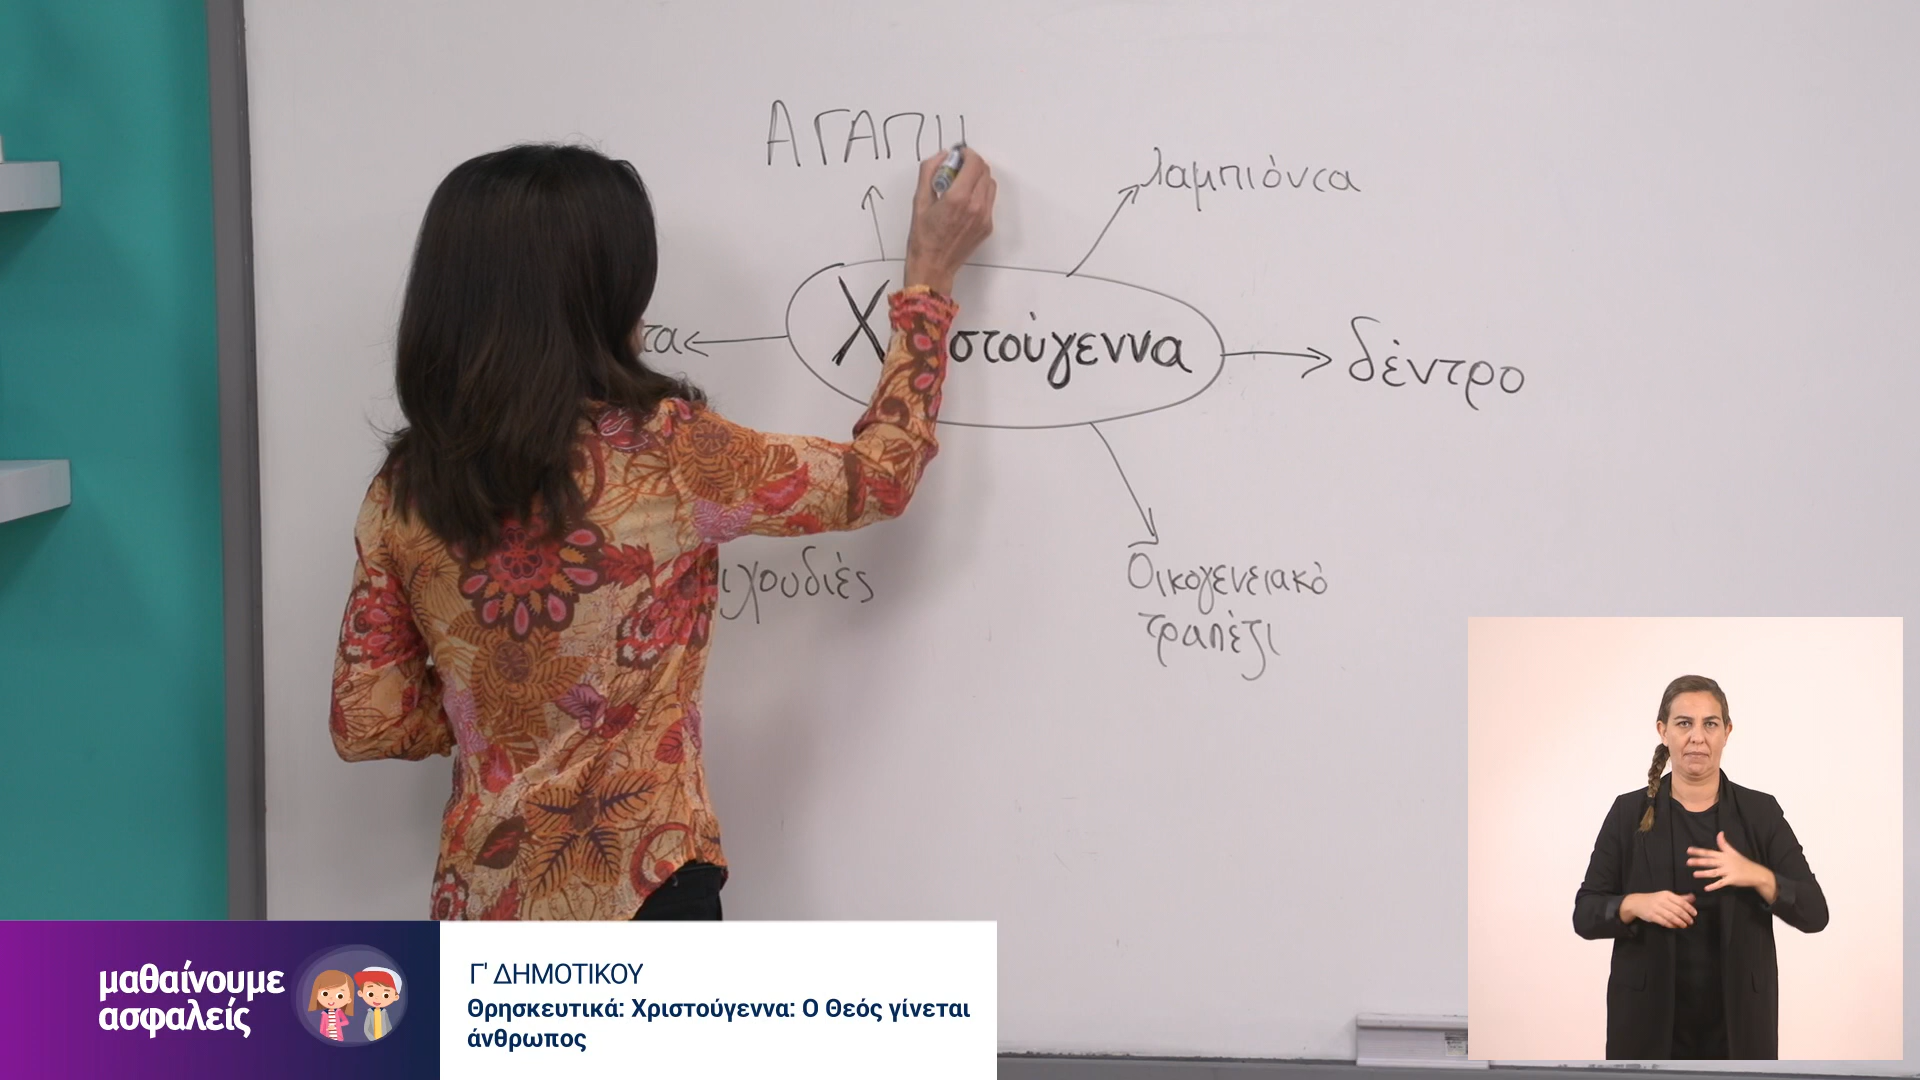 ΑΓΑΠΗ
λαμπιόνια
Χριστούγεννα
δέντρο
Οικογενειακό
τραπέζι
μαθαίνουμε
ασφαλείς
Γ' ΔΗΜΟΤΙΚΟΥ
Θρησκευτικά: Χριστούγεννα: Ο Θεός γίνεται
άνθρωπος